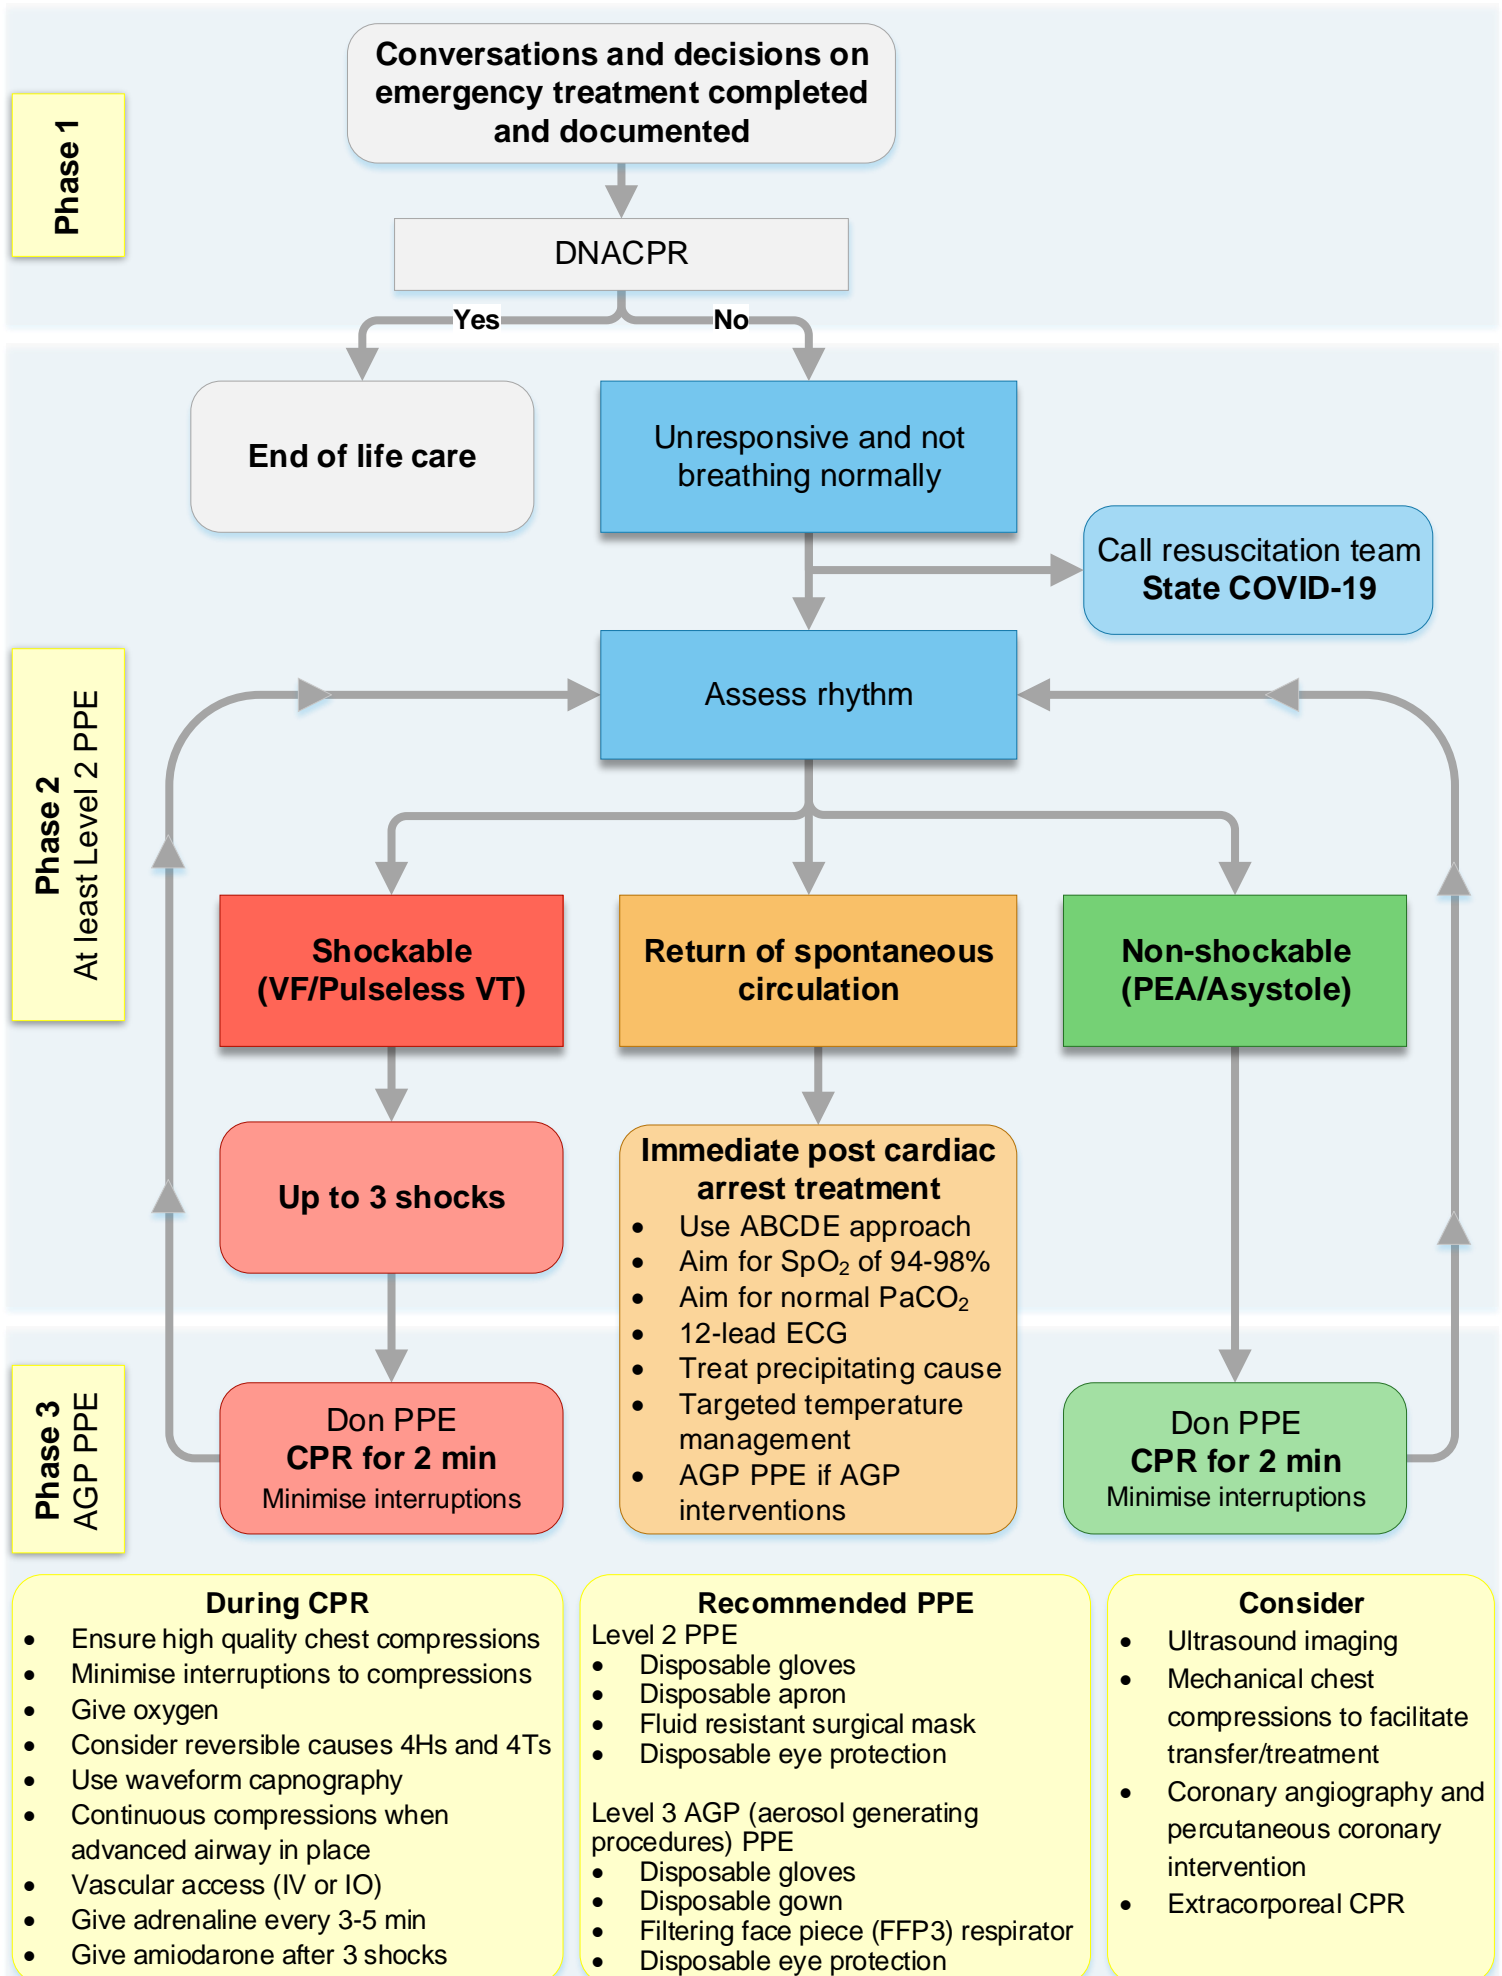 Phase 1
Conversations and decisions on
emergency treatment completed
and documented
DNACPR
Yes
No
End of life care
Unresponsive and not
breathing normally
Call resuscitation team
State COVID-19
Phase 2
At least Level 2 PPE
Assess rhythm
Shockable
(VF/Pulseless VT)
Return of spontaneous
circulation
Non-shockable
(PEA/Asystole)
Up to 3 shocks
Immediate post cardiac
arrest treatment
• Use ABCDE approach
• Aim for SpO₂ of 94-98%
• Aim for normal PaCO₂
• 12-lead ECG
• Treat precipitating cause
• Targeted temperature
management
• AGP PPE if AGP
interventions
Phase 3
AGP PPE
Don PPE
CPR for 2 min
Minimise interruptions
Don PPE
CPR for 2 min
Minimise interruptions
During CPR
• Ensure high quality chest compressions
• Minimise interruptions to compressions
• Give oxygen
• Consider reversible causes 4Hs and 4Ts
• Use waveform capnography
• Continuous compressions when
advanced airway in place
• Vascular access (IV or IO)
• Give adrenaline every 3-5 min
• Give amiodarone after 3 shocks
Recommended PPE
Level 2 PPE
• Disposable gloves
• Disposable apron
• Fluid resistant surgical mask
• Disposable eye protection
Level 3 AGP (aerosol generating
procedures) PPE
• Disposable gloves
• Disposable gown
• Filtering face piece (FFP3) respirator
• Disposable eye protection
Consider
• Ultrasound imaging
• Mechanical chest
compressions to facilitate
transfer/treatment
• Coronary angiography and
percutaneous coronary
intervention
• Extracorporeal CPR